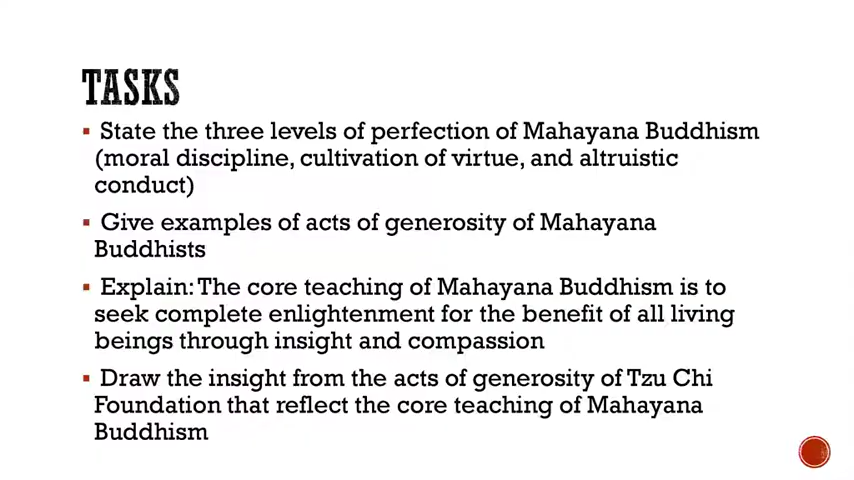 TASKS
▪ State the three levels of perfection of Mahayana Buddhism
(moral discipline, cultivation of virtue, and altruistic
conduct)
▪ Give examples of acts of generosity of Mahayana
Buddhists
▪ Explain: The core teaching of Mahayana Buddhism is to
seek complete enlightenment for the benefit of all living
beings through insight and compassion
▪ Draw the insight from the acts of generosity of Tzu Chi
Foundation that reflect the core teaching of Mahayana
Buddhism